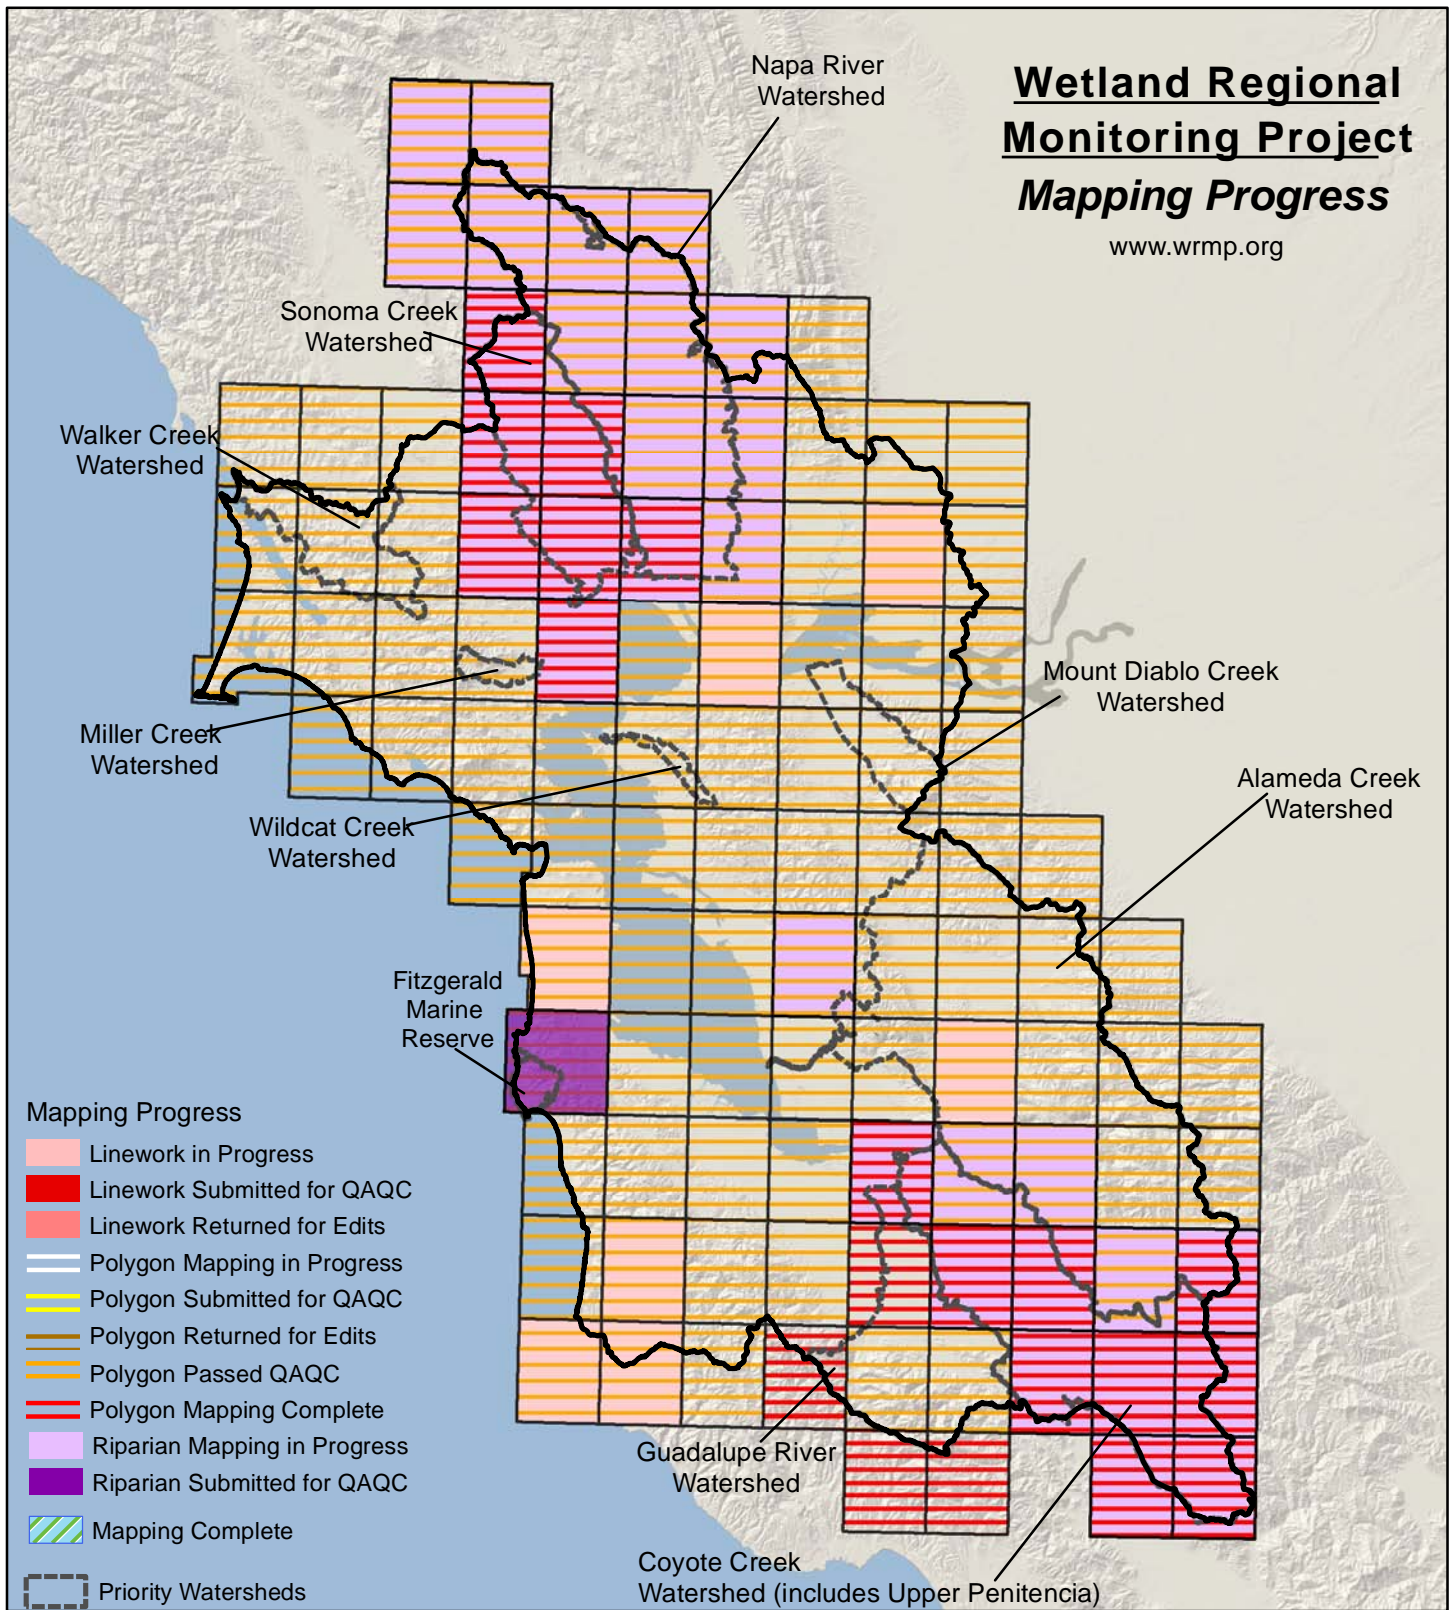 Wetland Regional
Monitoring Project
Mapping Progress
www.wrmp.org
Napa River
Watershed
Sonoma Creek
Watershed
Walker Creek
Watershed
Miller Creek
Watershed
Mount Diablo Creek
Watershed
Alameda Creek
Watershed
Wildcat Creek
Watershed
Fitzgerald
Marine
Reserve
Guadalupe River
Watershed
Coyote Creek
Watershed (includes Upper Penitencia)
Mapping Progress
Linework in Progress
Linework Submitted for QAQC
Linework Returned for Edits
Polygon Mapping in Progress
Polygon Submitted for QAQC
Polygon Returned for Edits
Polygon Passed QAQC
Polygon Mapping Complete
Riparian Mapping in Progress
Riparian Submitted for QAQC
Mapping Complete
Priority Watersheds